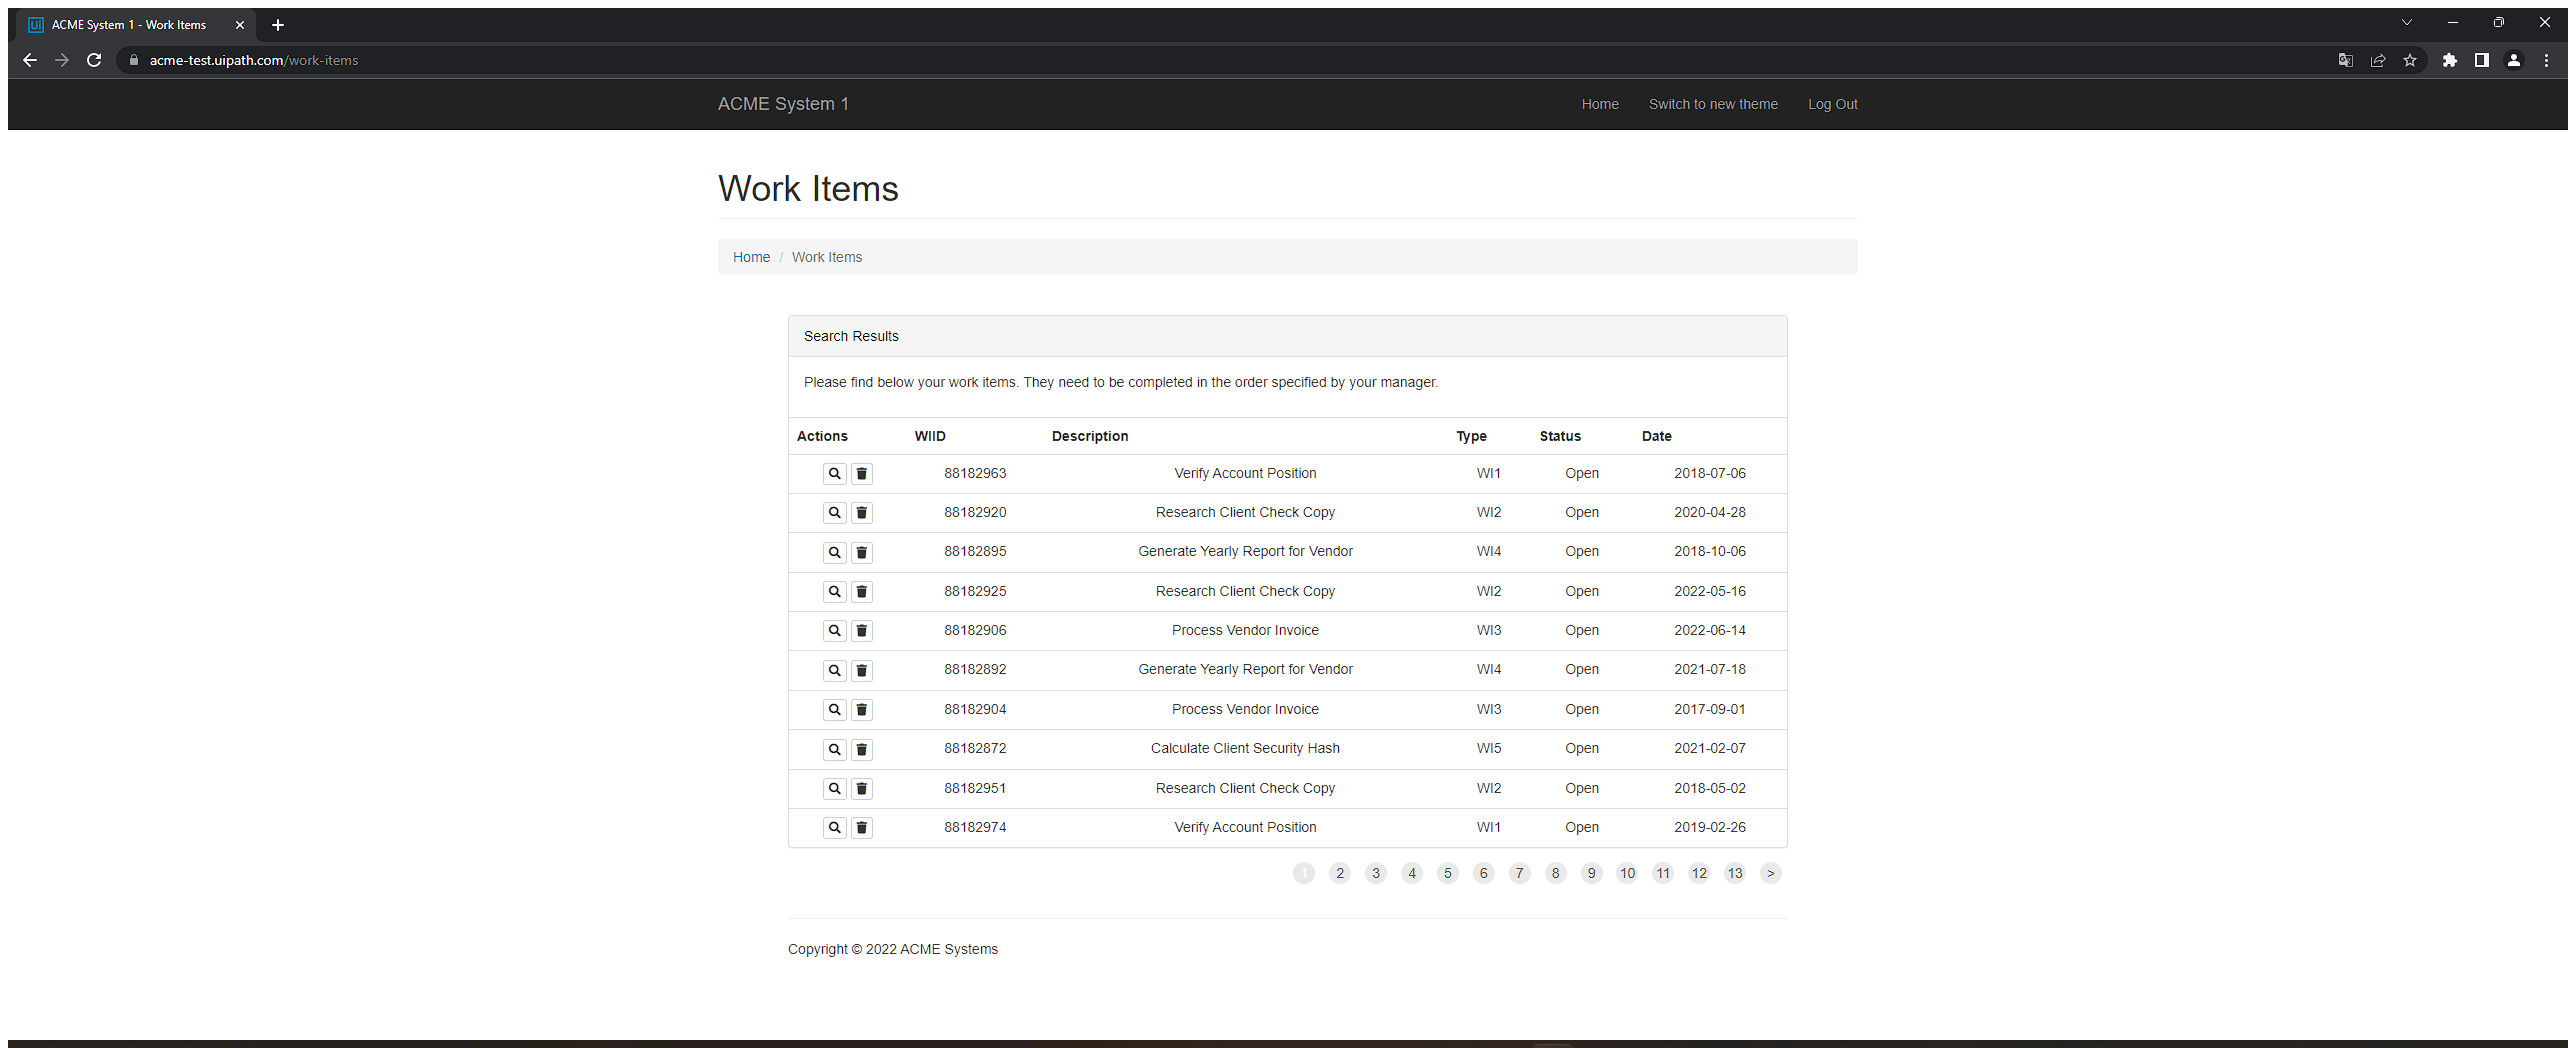 ACME System 1 - Work Items
acme-test.uipath.com/work-items
ACME System 1 Home Switch to new theme Log Out
Work Items
Home / Work Items
Search Results
Please find below your work items. They need to be completed in the order specified by your manager.
Actions WIID Description Type Status Date
88182963 Verify Account Position WI1 Open 2018-07-06
88182920 Research Client Check Copy WI2 Open 2020-04-28
88182895 Generate Yearly Report for Vendor WI4 Open 2018-10-06
88182925 Research Client Check Copy WI2 Open 2022-05-16
88182906 Process Vendor Invoice WI3 Open 2022-06-14
88182892 Generate Yearly Report for Vendor WI4 Open 2021-07-18
88182904 Process Vendor Invoice WI3 Open 2017-09-01
88182872 Calculate Client Security Hash WI5 Open 2021-02-07
88182951 Research Client Check Copy WI2 Open 2018-05-02
88182974 Verify Account Position WI1 Open 2019-02-26
1 2 3 4 5 6 7 8 9 10 11 12 13 >
Copyright © 2022 ACME Systems